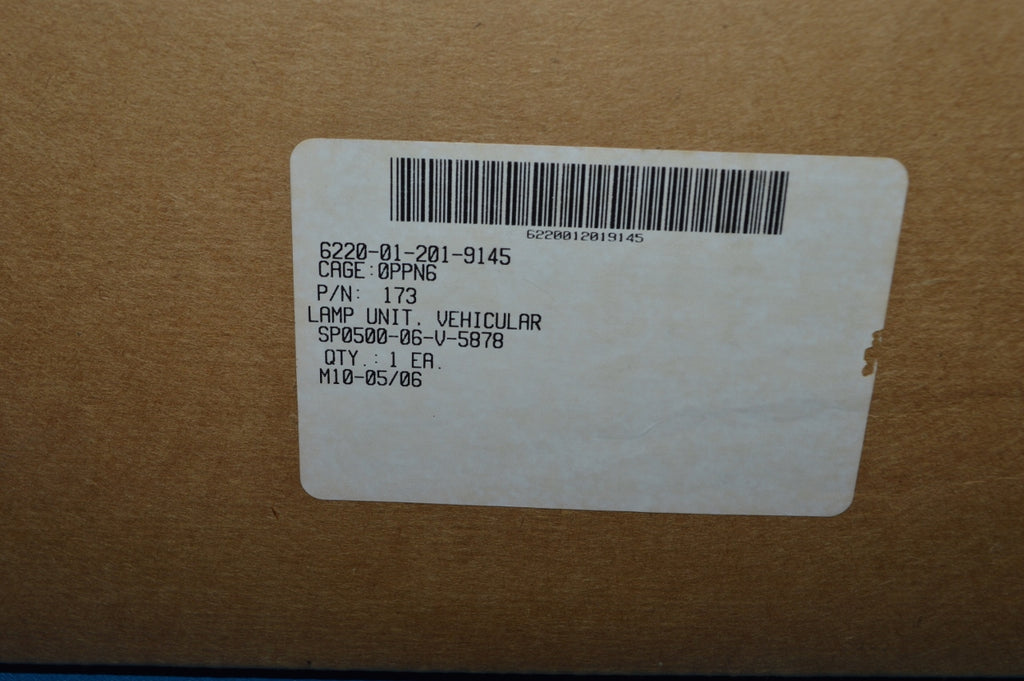 6220012019145
6220-01-201-9145
CAGE:0PPN6
P/N: 173
LAMP UNIT, VEHICULAR
SP0500-06-V-5878
QTY.: 1 EA.
M10-05/06